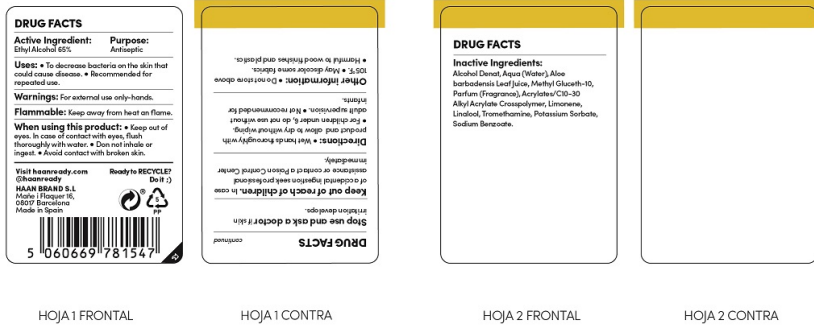 DRUG FACTS
Active Ingredient: Purpose:
Ethyl Alcohol 65% Antiseptic
Uses: • To decrease bacteria on the skin that
could cause disease. • Recommended for
repeated use.
Warnings: For external use only-hands.
Flammable: Keep away from heat an flame.
When using this product: • Keep out of
eyes. In case of contact with eyes, flush
thoroughly with water. • Don not inhale or
ingest. • Avoid contact with broken skin.
Visit haanready.com Ready to RECYCLE?
@haanready Do it ;)
HAAN BRAND S.L
Mañe i Flaquer 16,
08017 Barcelona
Made in Spain
5
PP
5 060669 781547
DRUG FACTS continued
Stop use and ask a doctor if skin
irritation develops.
Keep out of reach of children. In case
of accidental ingestion seek professional
assistance or contact a Poison Control Center
immediately.
Directions: • Wet hands thoroughly with
product and allow to dry without wiping.
• For children under 6, do not use without
adult supervision. • Not recommended for
infants.
Other information: • Do not store above
105°F. • May discolor some fabrics.
• Harmful to wood finishes and plastics.
DRUG FACTS
Inactive Ingredients:
Alcohol Denat, Aqua (Water), Aloe
barbadensis Leaf Juice, Methyl Gluceth-10,
Parfum (Fragrance), Acrylates/C10-30
Alkyl Acrylate Crosspolymer, Limonene,
Linalool, Tromethamine, Potassium Sorbate,
Sodium Benzoate.
HOJA 1 FRONTAL
HOJA 1 CONTRA
HOJA 2 FRONTAL
HOJA 2 CONTRA